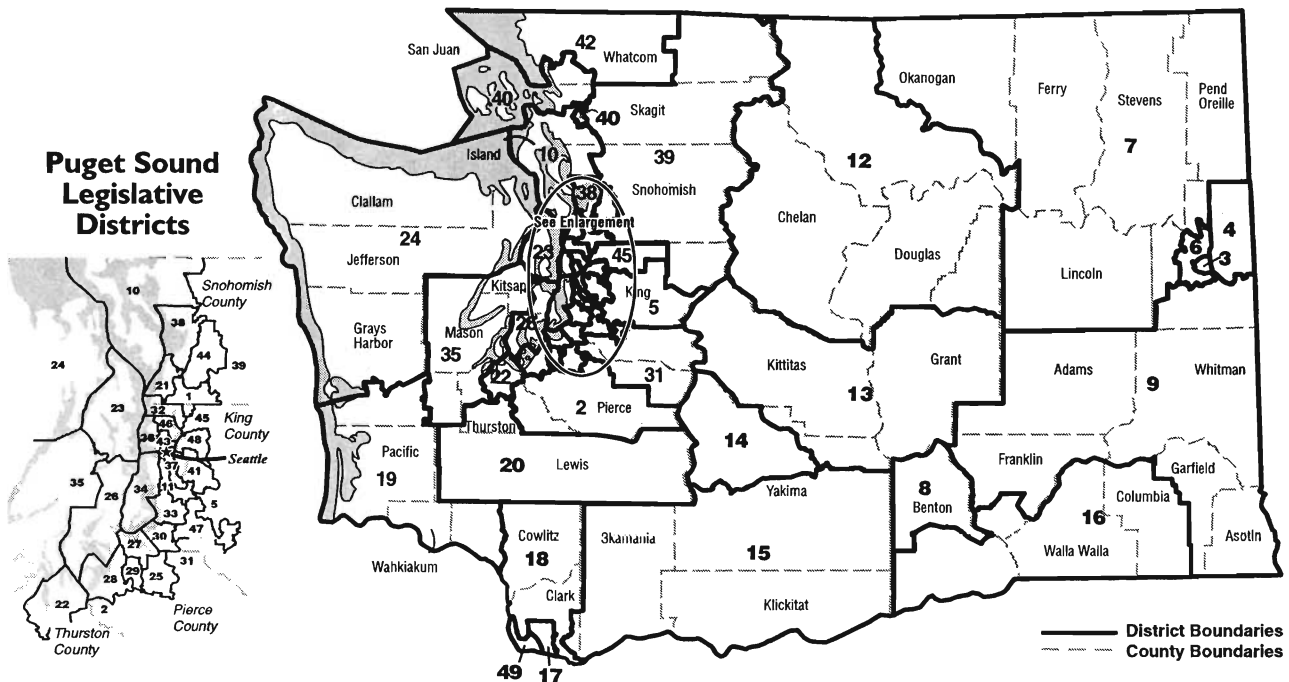 Puget Sound
Legislative
Districts
10
Snohomish
County
38
24
44
39
21
1
23
32
46
45
King
County
36
43
48
Seattle
37
41
35
11
26
34
5
33
47
27
30
31
28
29
25
22
2
Pierce
County
Thurston
County
San Juan
42
Whatcom
Okanogan
Ferry
Stevens
Pend
Oreille
40
Skagit
40
7
Island
10
39
12
Snohomish
38
Clallam
Chelan
See Enlargement
24
Douglas
4
6
3
Jefferson
23
45
Lincoln
Kitsap
King
5
Grays
Harbor
Mason
35
26
Kittitas
Grant
Adams
Whitman
22
31
13
9
2 Pierce
Thurston
14
Pacific
20
Lewis
Franklin
Garfield
19
Yakima
8
Benton
Columbia
16
Cowlitz
Skamania
Asotin
18
15
Walla Walla
Wahkiakum
Clark
Klickitat
49
17
District Boundaries
County Boundaries